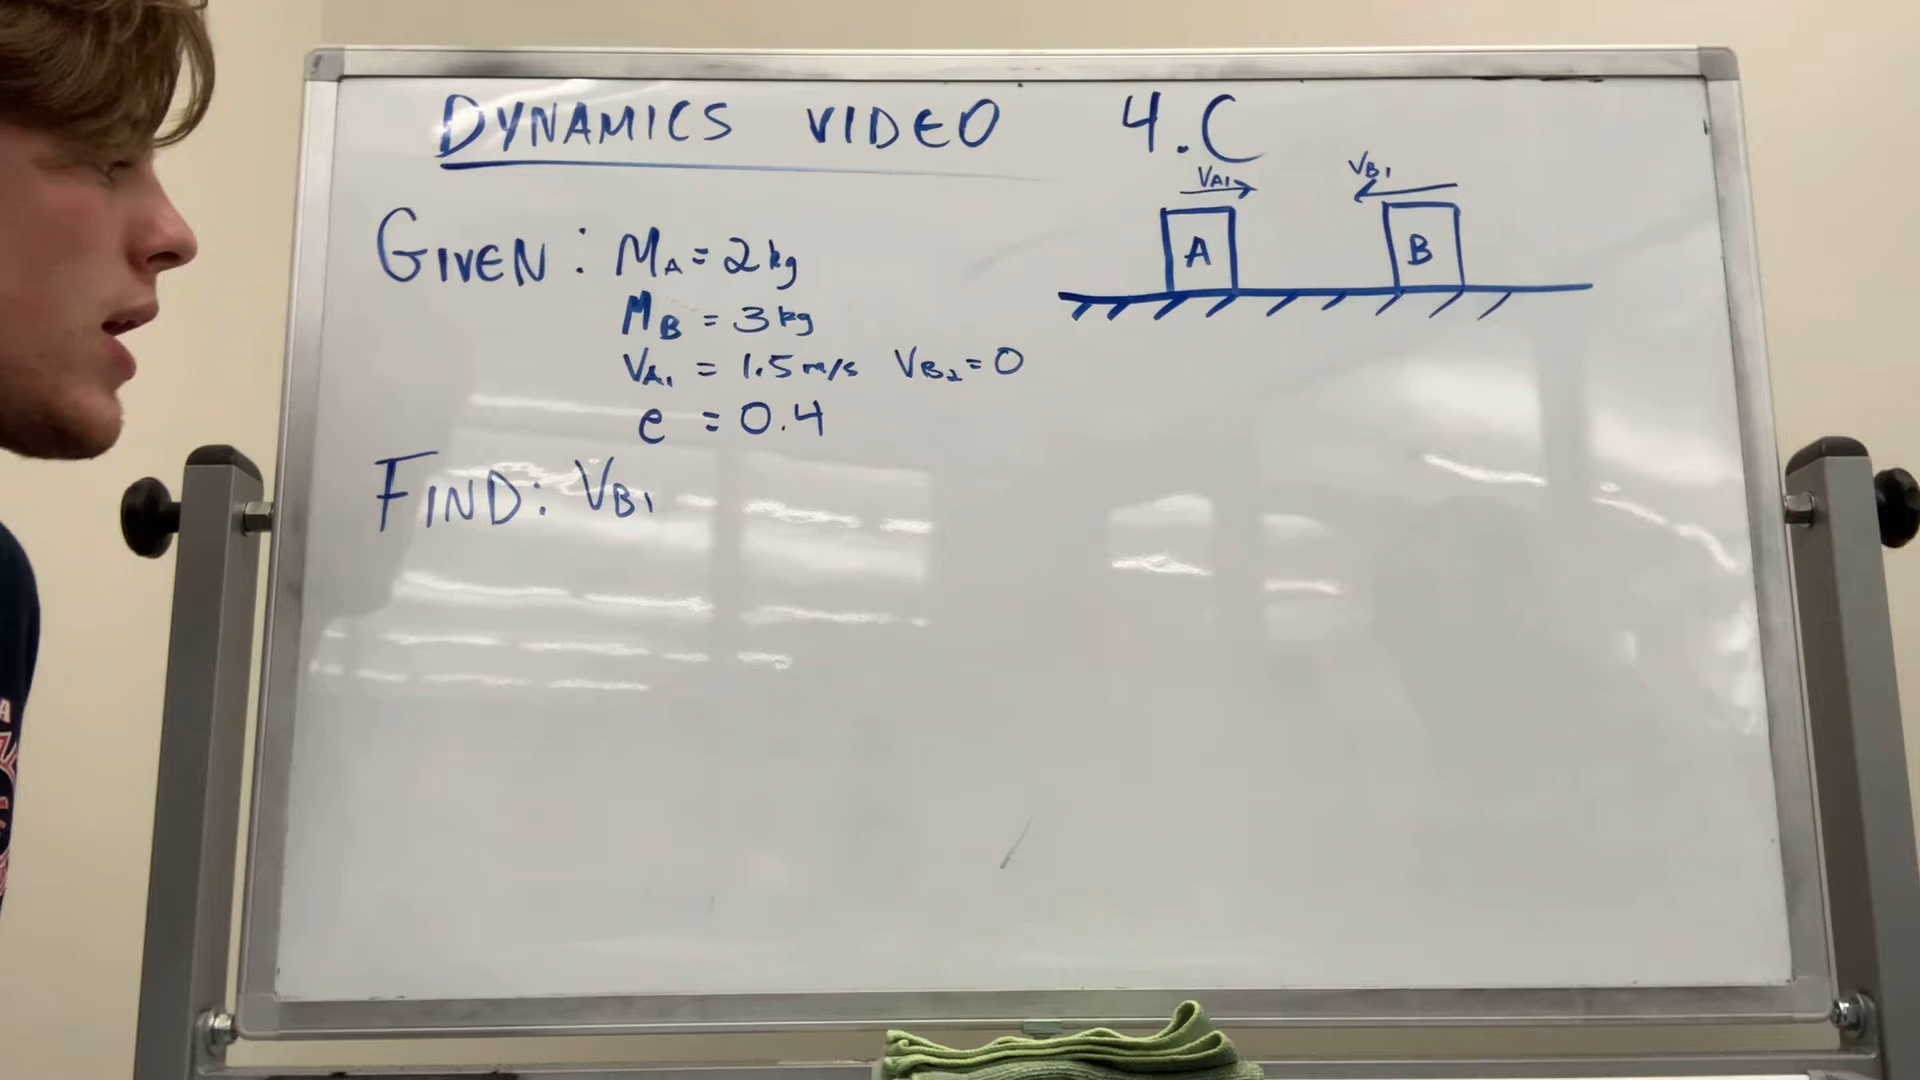 DYNAMICS VIDEO 4.C
GIVEN: MA = 2kg
MB = 3kg
VA1 = 1.5 m/s VB2 = 0
e = 0.4
FIND: VB1
VA1
VB1
A
B